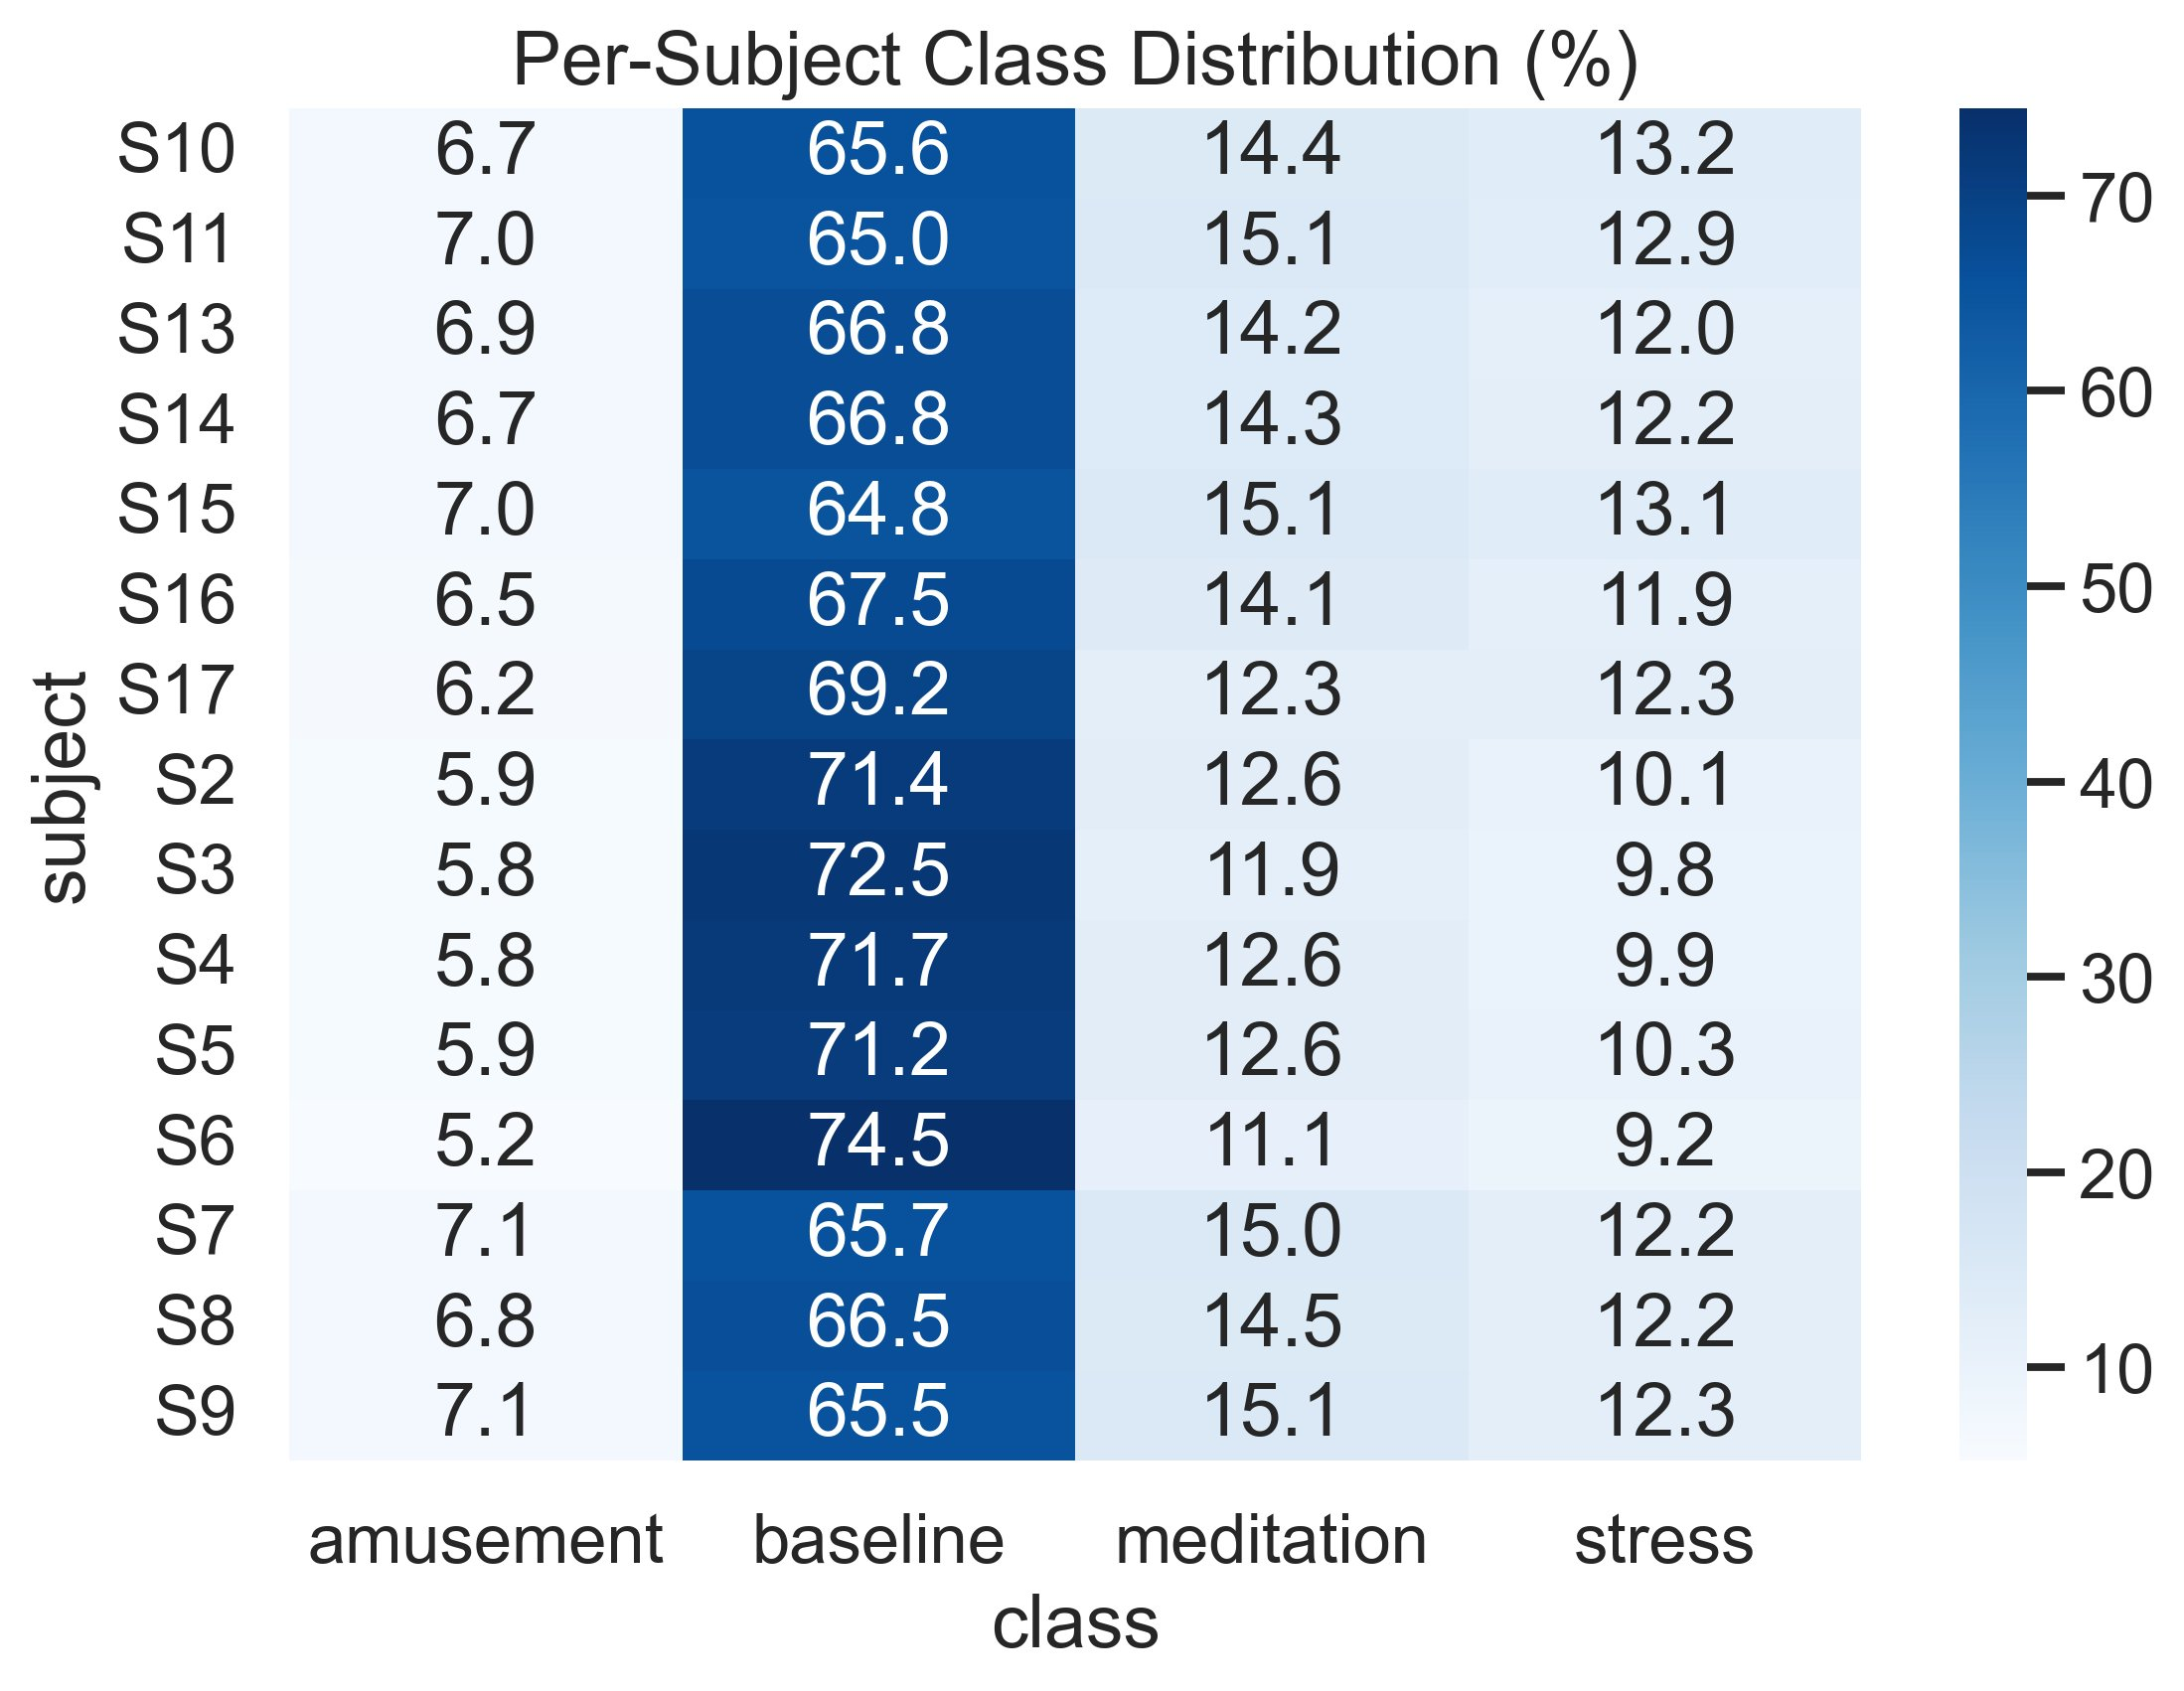 Per-Subject Class Distribution (%)
S10 6.7 65.6 14.4 13.2
S11 7.0 65.0 15.1 12.9
S13 6.9 66.8 14.2 12.0
S14 6.7 66.8 14.3 12.2
S15 7.0 64.8 15.1 13.1
S16 6.5 67.5 14.1 11.9
S17 6.2 69.2 12.3 12.3
S2 5.9 71.4 12.6 10.1
S3 5.8 72.5 11.9 9.8
S4 5.8 71.7 12.6 9.9
S5 5.9 71.2 12.6 10.3
S6 5.2 74.5 11.1 9.2
S7 7.1 65.7 15.0 12.2
S8 6.8 66.5 14.5 12.2
S9 7.1 65.5 15.1 12.3
amusement baseline meditation stress
class
subject
70
60
50
40
30
20
10